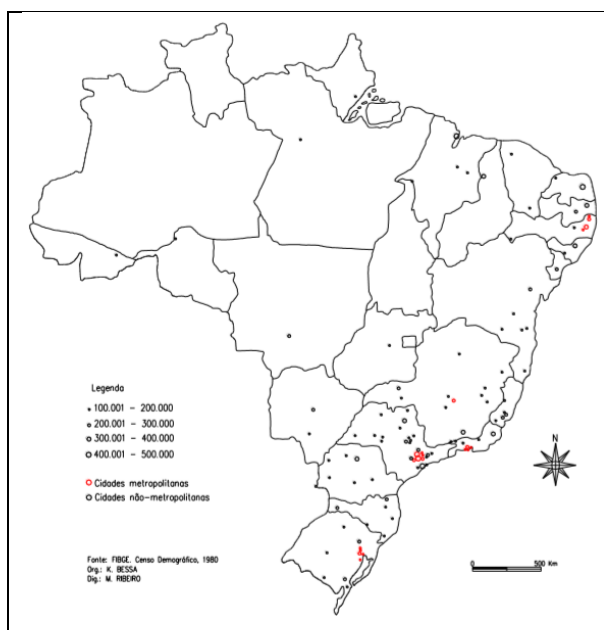 N
Legenda
100.001 - 200.000
200.001 - 300.000
300.001 - 400.000
400.001 - 500.000
Cidades metropolitanas
Cidades não-metropolitanas
Fonte: FIBGE. Censo Demográfico, 1980
Org.: K. BESSA
Dig.: M. RIBEIRO
0
500 Km